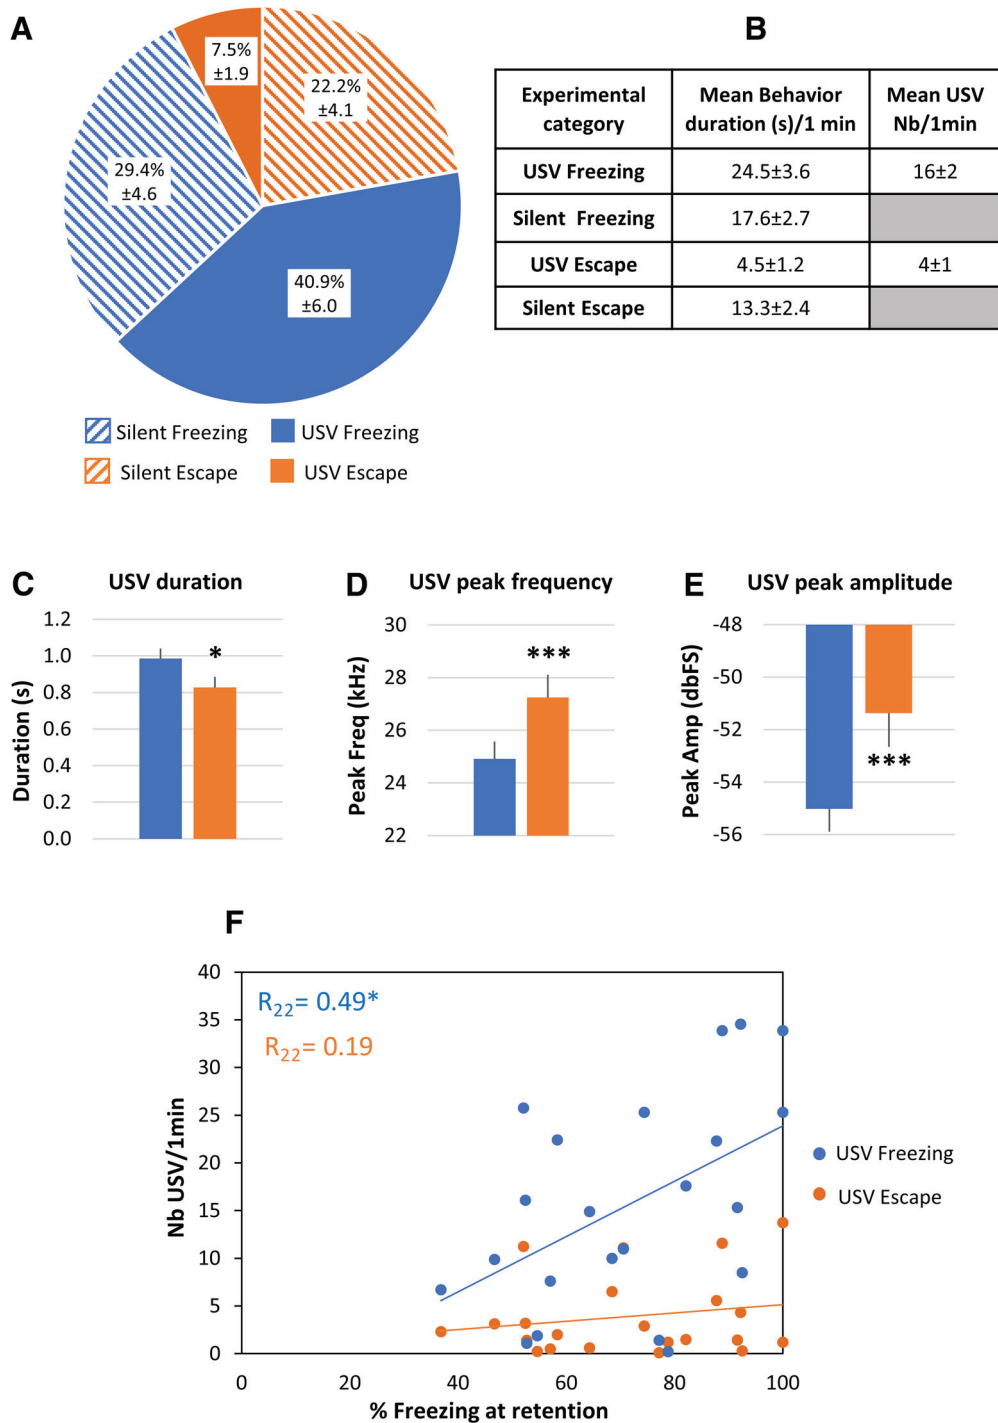 A
7.5%
±1.9
22.2%
±4.1
29.4%
±4.6
40.9%
±6.0
Silent Freezing
USV Freezing
Silent Escape
USV Escape
B
Experimental category
Mean Behavior duration (s)/1 min
Mean USV Nb/1min
USV Freezing 24.5±3.6 16±2
Silent Freezing 17.6±2.7
USV Escape 4.5±1.2 4±1
Silent Escape 13.3±2.4
C
USV duration
Duration (s)
1.2
1.0
0.8
0.6
0.4
0.2
0.0
*
D
USV peak frequency
Peak Freq (kHz)
30
28
26
24
22
***
E
USV peak amplitude
Peak Amp (dbFS)
-48
-50
-52
-54
-56
***
F
Nb USV/1min
40
35
30
25
20
15
10
5
0
R22= 0.49*
R22= 0.19
USV Freezing
USV Escape
0 20 40 60 80 100
% Freezing at retention